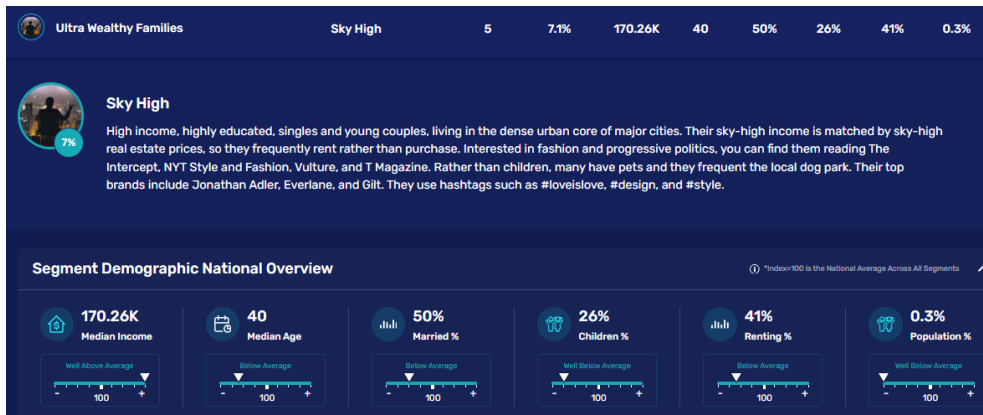 Ultra Wealthy Families Sky High 5 7.1% 170.26K 40 50% 26% 41% 0.3%
Sky High
7%
High income, highly educated, singles and young couples, living in the dense urban core of major cities. Their sky-high income is matched by sky-high
real estate prices, so they frequently rent rather than purchase. Interested in fashion and progressive politics, you can find them reading The
Intercept, NYT Style and Fashion, Vulture, and T Magazine. Rather than children, many have pets and they frequent the local dog park. Their top
brands include Jonathan Adler, Everlane, and Gilt. They use hashtags such as #loveislove, #design, and #style.
Segment Demographic National Overview
*Index=100 is the National Average Across All Segments
170.26K 40 50% 26% 41% 0.3%
Median Income Median Age Married % Children % Renting % Population %
Well Above Average Below Average Below Average Well Below Average Below Average Well Below Average
- 100 + - 100 + - 100 + - 100 + - 100 + - 100 +